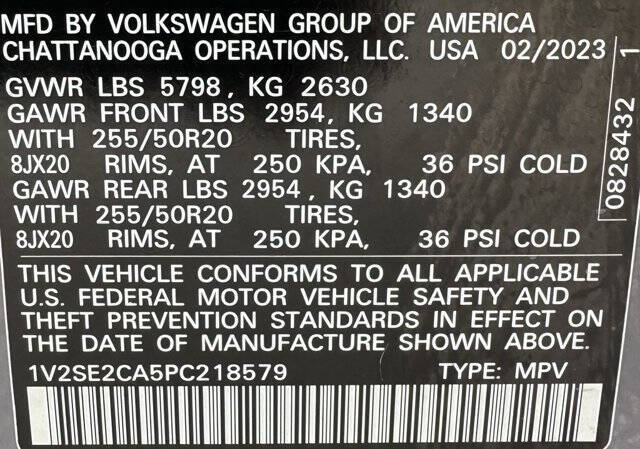 MFD BY VOLKSWAGEN GROUP OF AMERICA
CHATTANOOGA OPERATIONS, LLC. USA 02/2023
GVWR LBS 5798, KG 2630
GAWR FRONT LBS 2954, KG 1340
WITH 255/50R20 TIRES,
8JX20 RIMS, AT 250 KPA, 36 PSI COLD
GAWR REAR LBS 2954, KG 1340
WITH 255/50R20 TIRES,
8JX20 RIMS, AT 250 KPA, 36 PSI COLD
THIS VEHICLE CONFORMS TO ALL APPLICABLE
U.S. FEDERAL MOTOR VEHICLE SAFETY AND
THEFT PREVENTION STANDARDS IN EFFECT ON
THE DATE OF MANUFACTURE SHOWN ABOVE.
1V2SE2CA5PC218579 TYPE: MPV
0828432 1